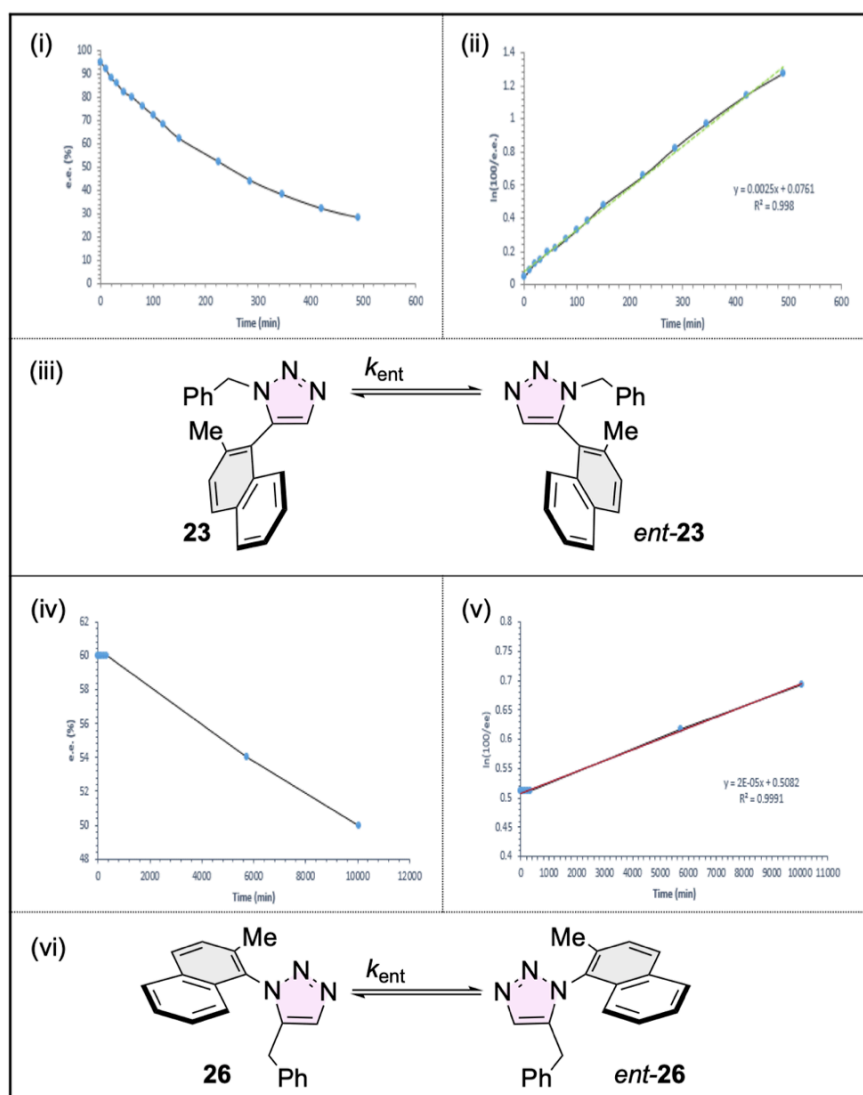 (i)
e.e. (%)
100
90
80
70
60
50
40
30
20
10
0
0 100 200 300 400 500 600
Time (min)
(ii)
ln(100/e.e.)
1.4
1.2
1
0.8
0.6
0.4
0.2
0
y = 0.0025x + 0.0761
R² = 0.998
0 100 200 300 400 500 600
Time (min)
(iii)
Ph N N N
Me
23
kent
N N N Ph
Me
ent-23
(iv)
e.e. (%)
62
60
58
56
54
52
50
48
0 2000 4000 6000 8000 10000 12000
Time (min)
(v)
ln(100/ee)
0.8
0.75
0.7
0.65
0.6
0.55
0.5
0.45
0.4
y = 2E-05x + 0.5082
R² = 0.9991
0 1000 2000 3000 4000 5000 6000 7000 8000 9000 10000 11000
Time (min)
(vi)
Me
N N N
Ph
26
kent
Me
N N N
Ph
ent-26